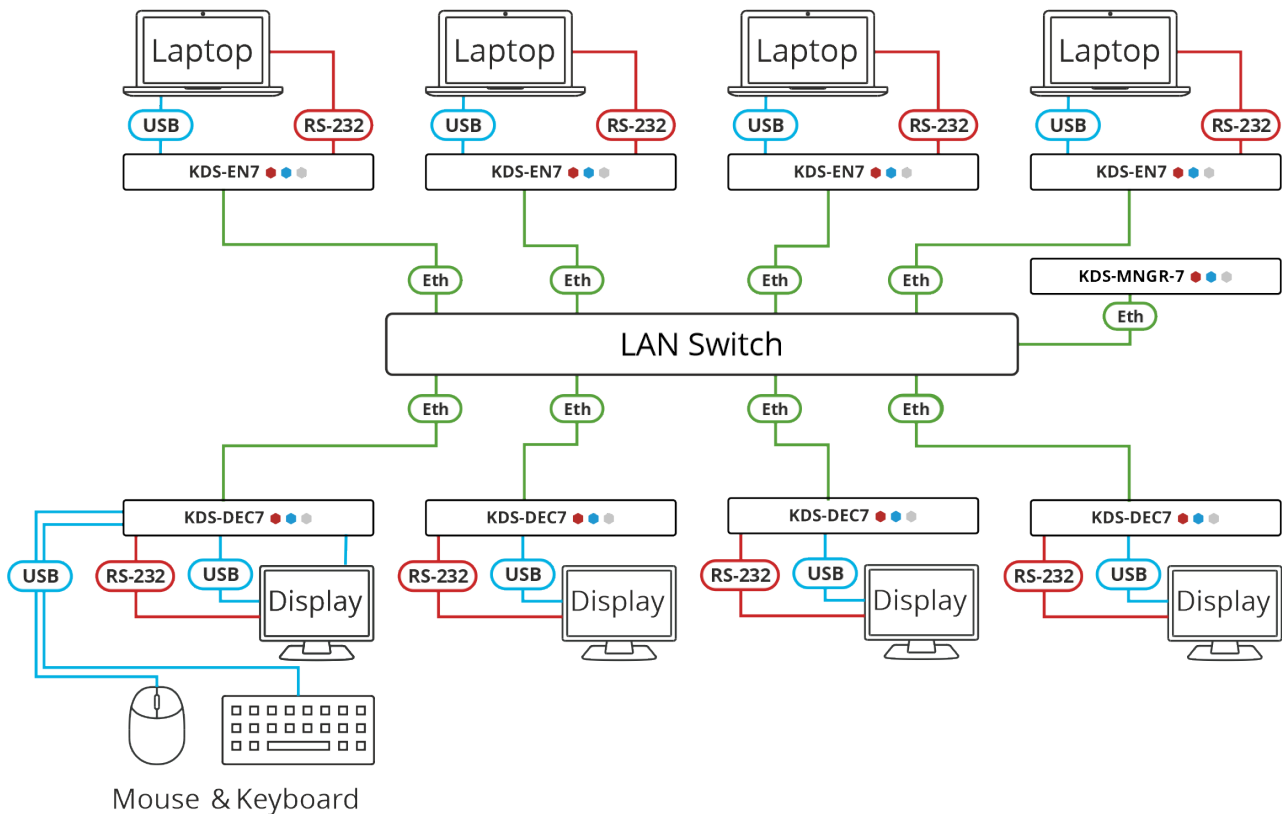 Laptop
Laptop
Laptop
Laptop
USB
RS-232
USB
RS-232
USB
RS-232
USB
RS-232
KDS-EN7
KDS-EN7
KDS-EN7
KDS-EN7
Eth
Eth
Eth
Eth
KDS-MNGR-7
Eth
LAN Switch
Eth
Eth
Eth
Eth
KDS-DEC7
KDS-DEC7
KDS-DEC7
KDS-DEC7
USB
RS-232
USB
RS-232
USB
RS-232
USB
RS-232
USB
Display
Display
Display
Display
Mouse & Keyboard